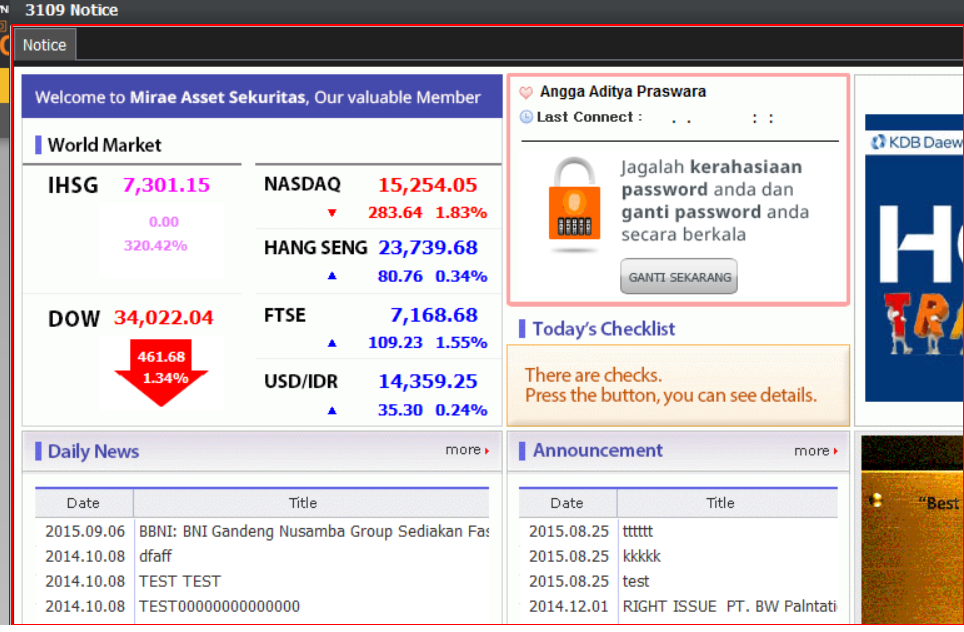 3109 Notice
Notice
Welcome to Mirae Asset Sekuritas, Our valuable Member
World Market
IHSG 7,301.15
0.00
320.42%
DOW 34,022.04
461.68
1.34%
NASDAQ 15,254.05
▼ 283.64 1.83%
HANG SENG 23,739.68
▲ 80.76 0.34%
FTSE 7,168.68
▲ 109.23 1.55%
USD/IDR 14,359.25
▲ 35.30 0.24%
Angga Aditya Praswara
Last Connect : . . : :
Jagalah kerahasiaan
password anda dan
ganti password anda
secara berkala
GANTI SEKARANG
Today's Checklist
There are checks.
Press the button, you can see details.
KDB Daew
HO
TRA
Daily News more
Date Title
2015.09.06 BBNI: BNI Gandeng Nusamba Group Sediakan Fas
2014.10.08 dfaff
2014.10.08 TEST TEST
2014.10.08 TEST00000000000000
Announcement more
Date Title
2015.08.25 tttttt
2015.08.25 kkkkk
2015.08.25 test
2014.12.01 RIGHT ISSUE PT. BW Palntati
"Best